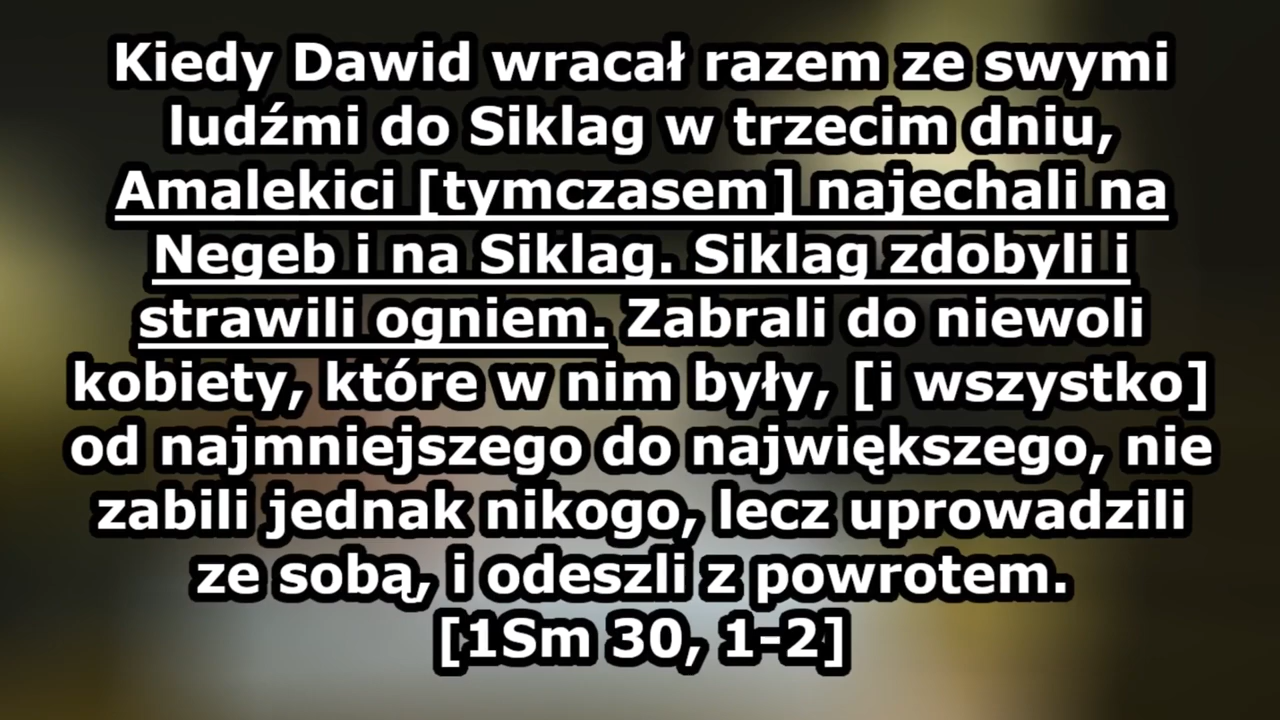 Kiedy Dawid wracał razem ze swymi
ludźmi do Siklag w trzecim dniu,
Amalekici [tymczasem] najechali na
Negeb i na Siklag. Siklag zdobyli i
strawili ogniem. Zabrali do niewoli
kobiety, które w nim były, [i wszystko]
od najmniejszego do największego, nie
zabili jednak nikogo, lecz uprowadzili
ze sobą, i odeszli z powrotem.
[1Sm 30, 1-2]